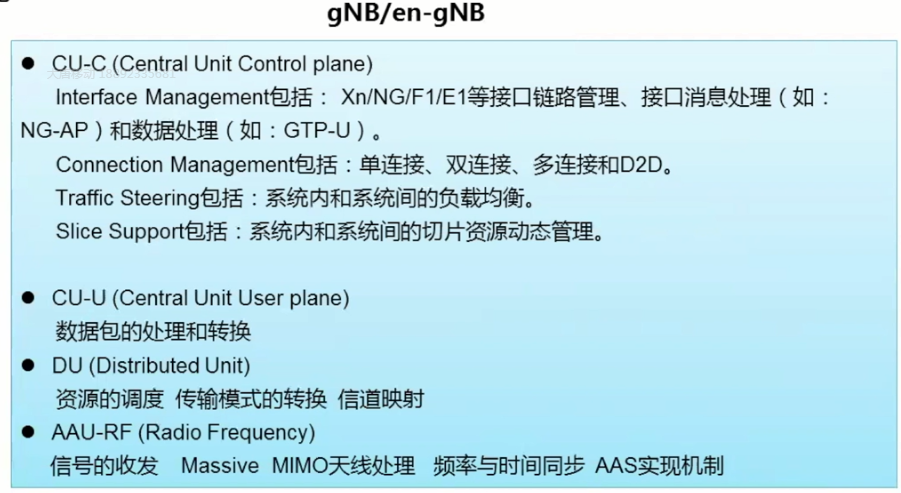 gNB/en-gNB
● CU-C (Central Unit Control plane)
Interface Management包括： Xn/NG/F1/E1等接口链路管理、接口消息处理（如：
NG-AP）和数据处理（如：GTP-U）。
Connection Management包括：单连接、双连接、多连接和D2D。
Traffic Steering包括：系统内和系统间的负载均衡。
Slice Support包括：系统内和系统间的切片资源动态管理。
● CU-U (Central Unit User plane)
数据包的处理和转换
● DU (Distributed Unit)
资源的调度 传输模式的转换 信道映射
● AAU-RF (Radio Frequency)
信号的收发 Massive MIMO天线处理 频率与时间同步 AAS实现机制